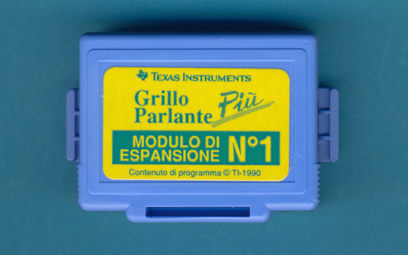 TEXAS INSTRUMENTS
Grillo
Parlante Più
MODULO DI
ESPANSIONE N°1
Contenuto di programma © TI-1990